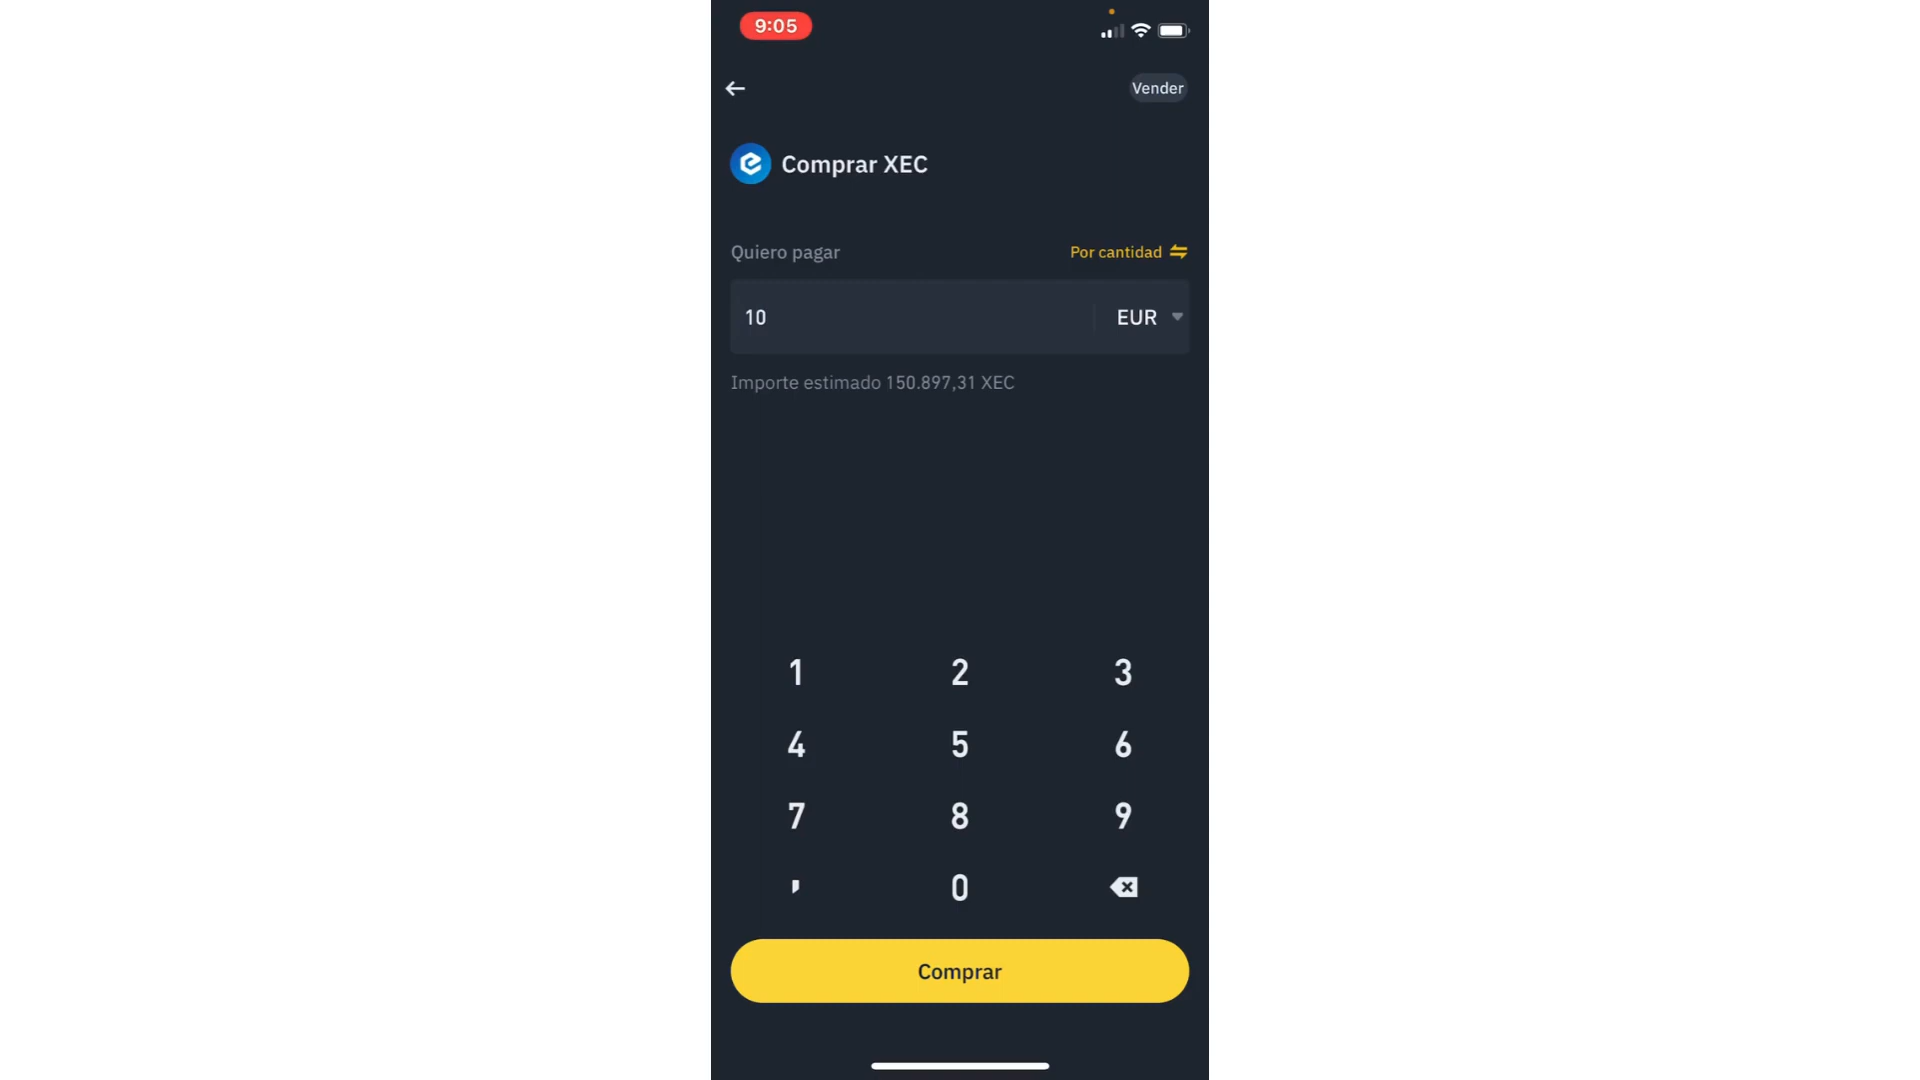 9:05
Vender
Comprar XEC
Quiero pagar
Por cantidad
10
EUR
Importe estimado 150.897,31 XEC
1 2 3
4 5 6
7 8 9
, 0
Comprar